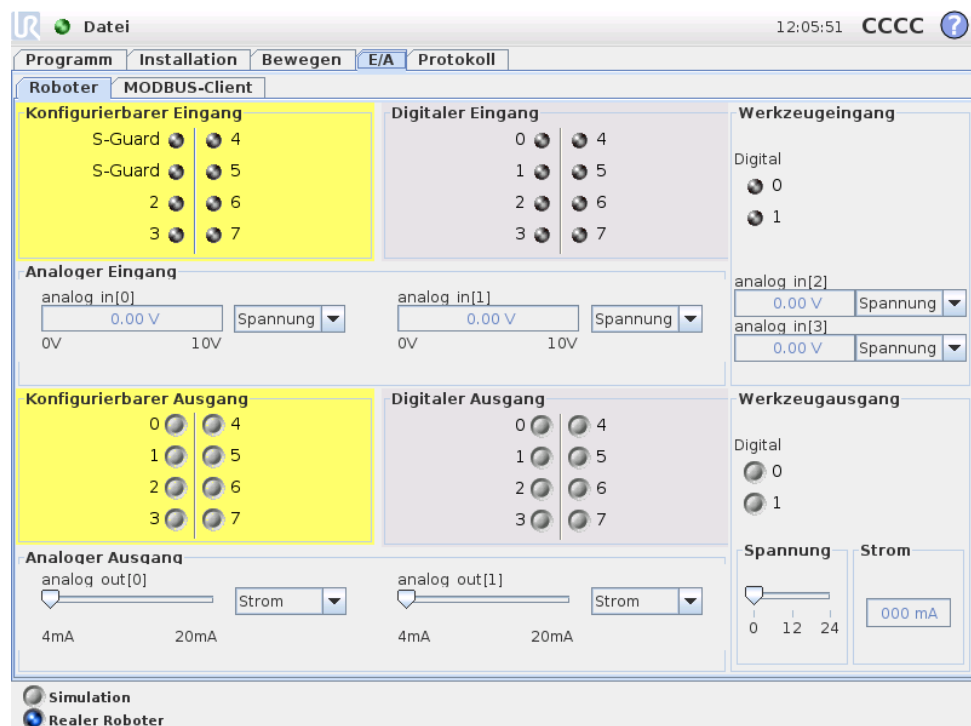 UR Datei 12:05:51 CCCC ?
Programm Installation Bewegen E/A Protokoll
Roboter MODBUS-Client
Konfigurierbarer Eingang
S-Guard 4
S-Guard 5
2 6
3 7
Digitaler Eingang
0 4
1 5
2 6
3 7
Werkzeugeingang
Digital
0
1
analog in[2]
0.00 V Spannung
analog in[3]
0.00 V Spannung
Analoger Eingang
analog in[0]
0.00 V Spannung
0V 10V
analog in[1]
0.00 V Spannung
0V 10V
Konfigurierbarer Ausgang
0 4
1 5
2 6
3 7
Digitaler Ausgang
0 4
1 5
2 6
3 7
Werkzeugausgang
Digital
0
1
Spannung
0 12 24
Strom
000 mA
Analoger Ausgang
analog out[0]
Strom
4mA 20mA
analog out[1]
Strom
4mA 20mA
Simulation
Realer Roboter